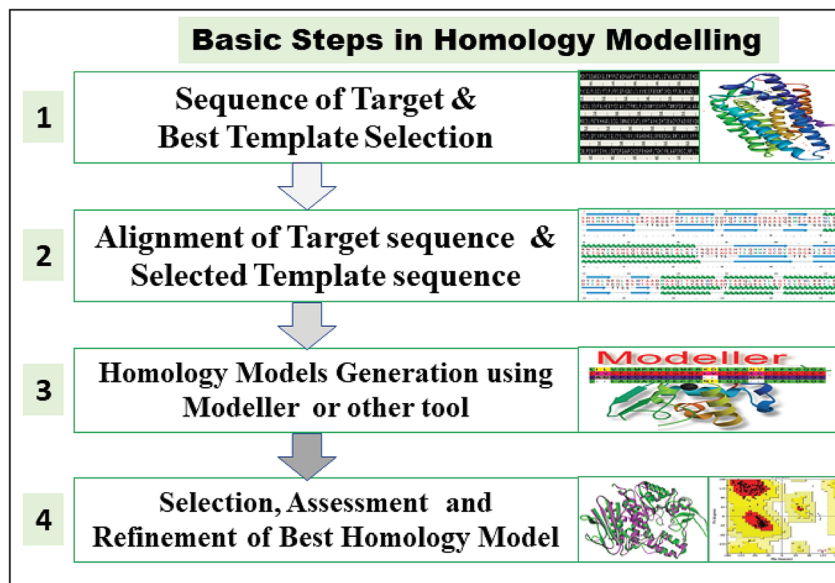 Basic Steps in Homology Modelling
1
Sequence of Target &
Best Template Selection
2
Alignment of Target sequence &
Selected Template sequence
3
Homology Models Generation using
Modeller or other tool
Modeller
4
Selection, Assessment and
Refinement of Best Homology Model